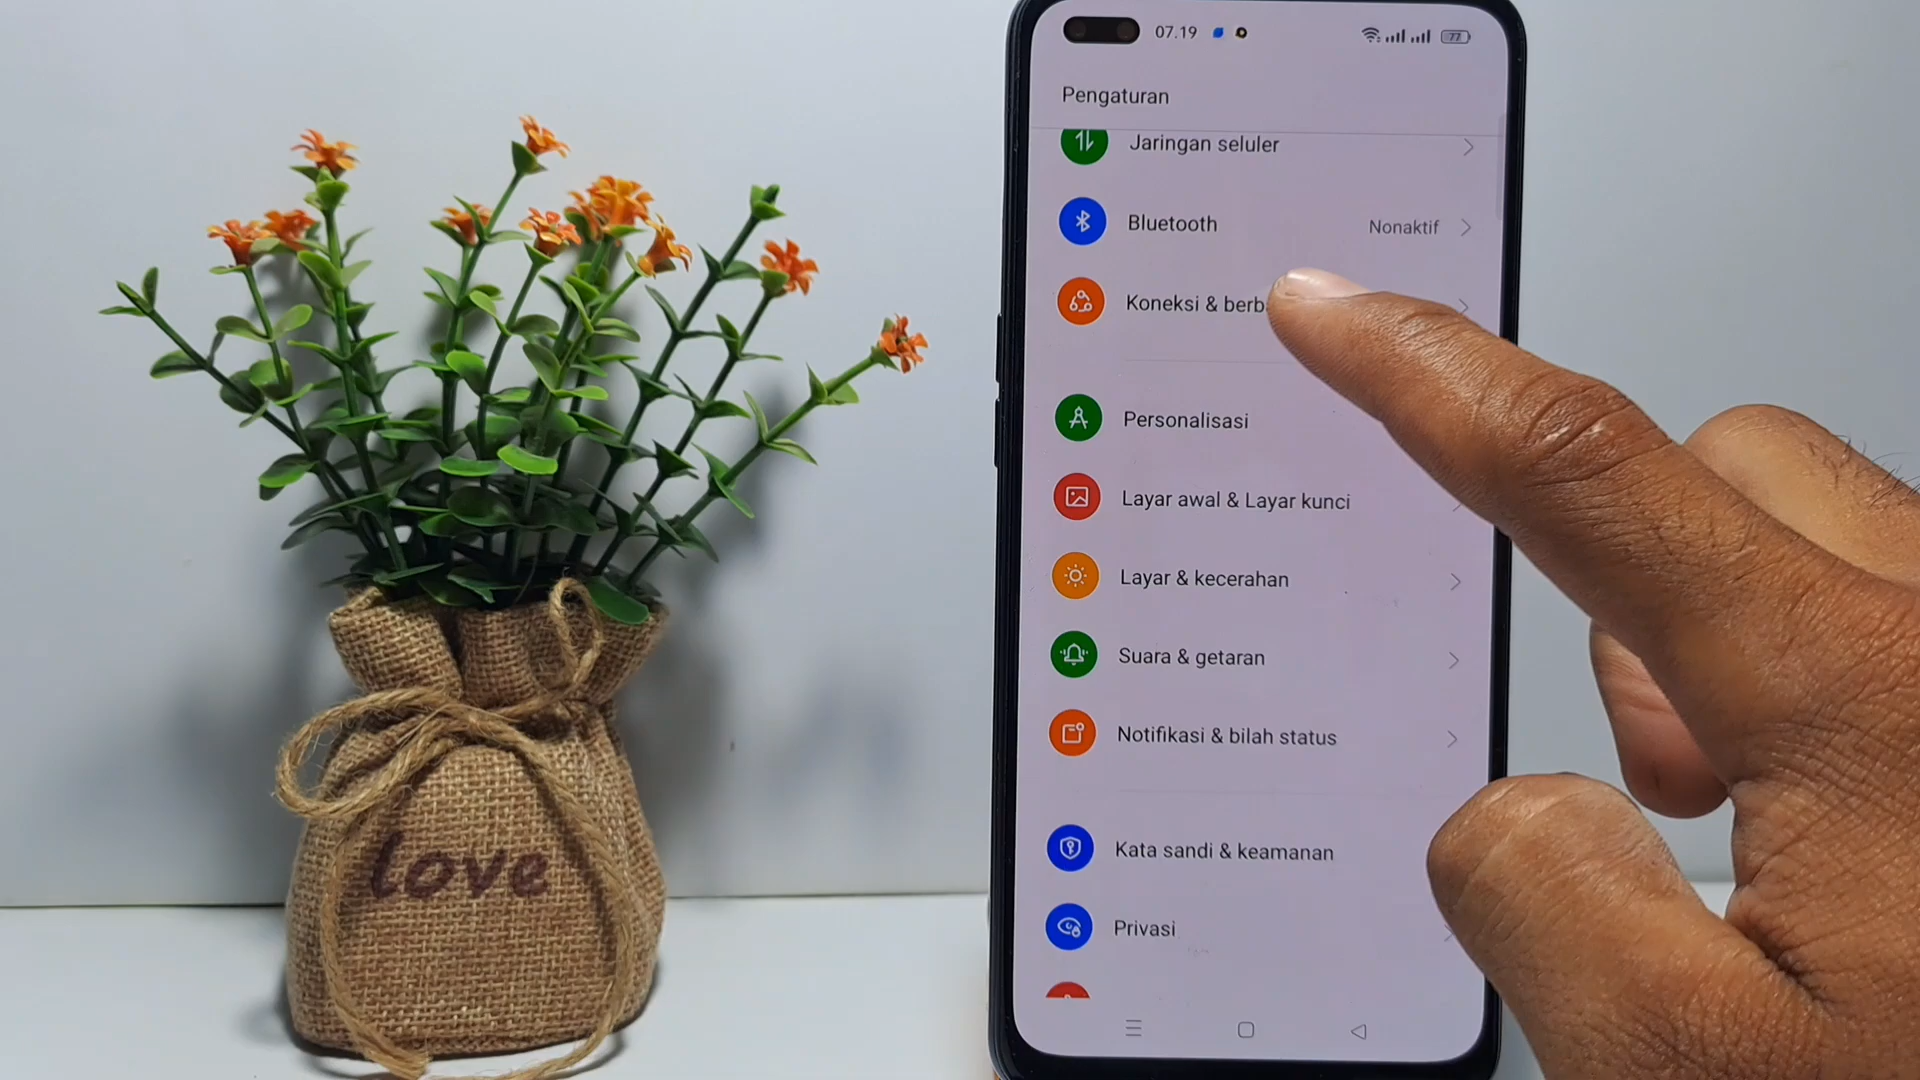 07.19
77
Pengaturan
Jaringan seluler
Bluetooth
Nonaktif
Koneksi &
Personalisasi
Layar awal & Layar kunci
Layar & kecerahan
Suara & getaran
Notifikasi & bilah status
Kata sandi & keamanan
Privasi
love